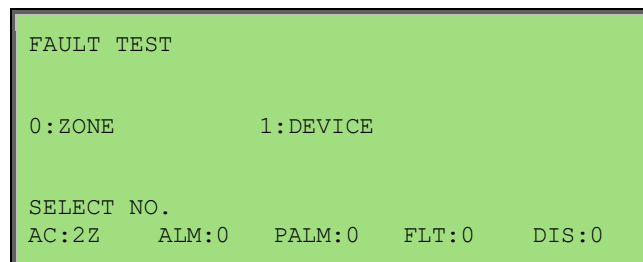 FAULT TEST
0:ZONE 1:DEVICE
SELECT NO.
AC:2Z ALM:0 PALM:0 FLT:0 DIS:0